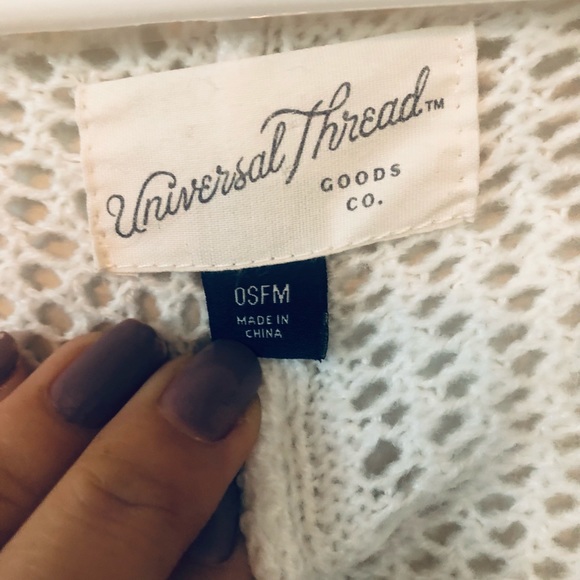 Universal Thread™
GOODS
CO.
OSFM
MADE IN
CHINA